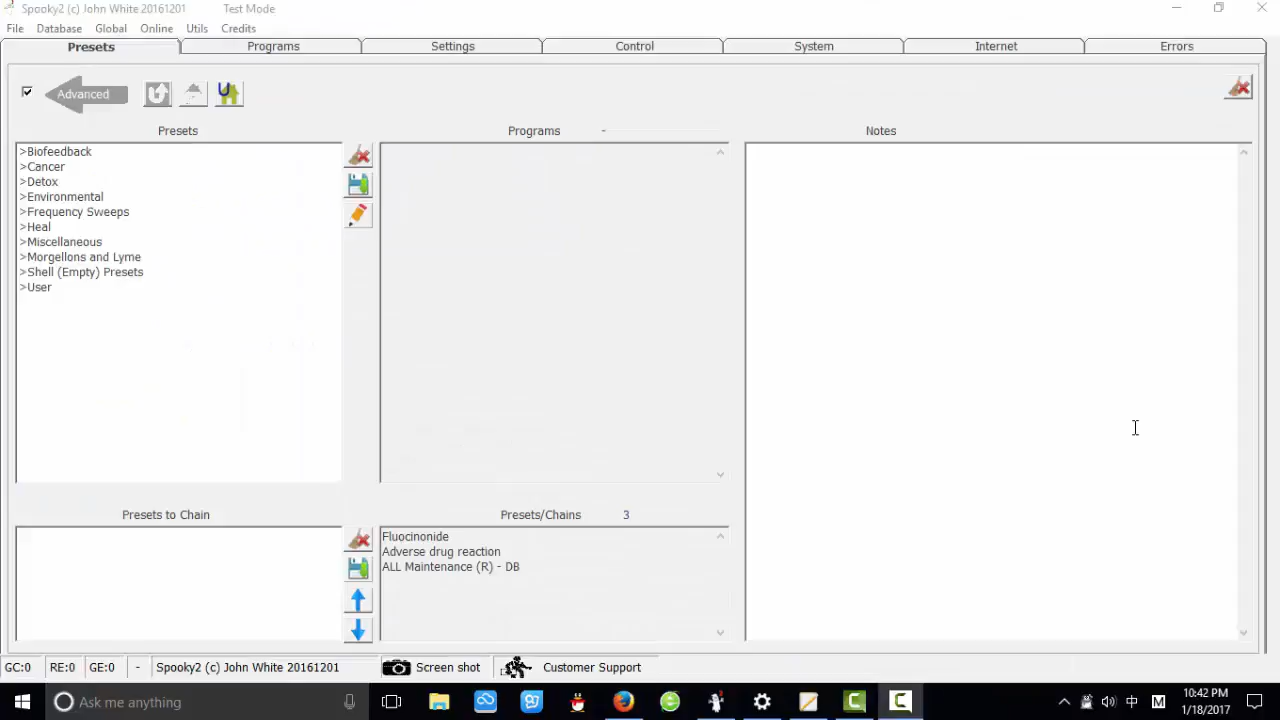 Spooky2 (c) John White 20161201 Test Mode
File Database Global Online Utils Credits
Presets Programs Settings Control System Internet Errors
Advanced
Presets Programs - Notes
>Biofeedback
>Cancer
>Detox
>Environmental
>Frequency Sweeps
>Heal
>Miscellaneous
>Morgellons and Lyme
>Shell (Empty) Presets
>User
Presets to Chain Presets/Chains 3
Fluocinonide
Adverse drug reaction
ALL Maintenance (R) - DB
GC:0 RE:0 GE:0 - Spooky2 (c) John White 20161201 Screen shot Customer Support
Ask me anything 中 M 10:42 PM
1/18/2017